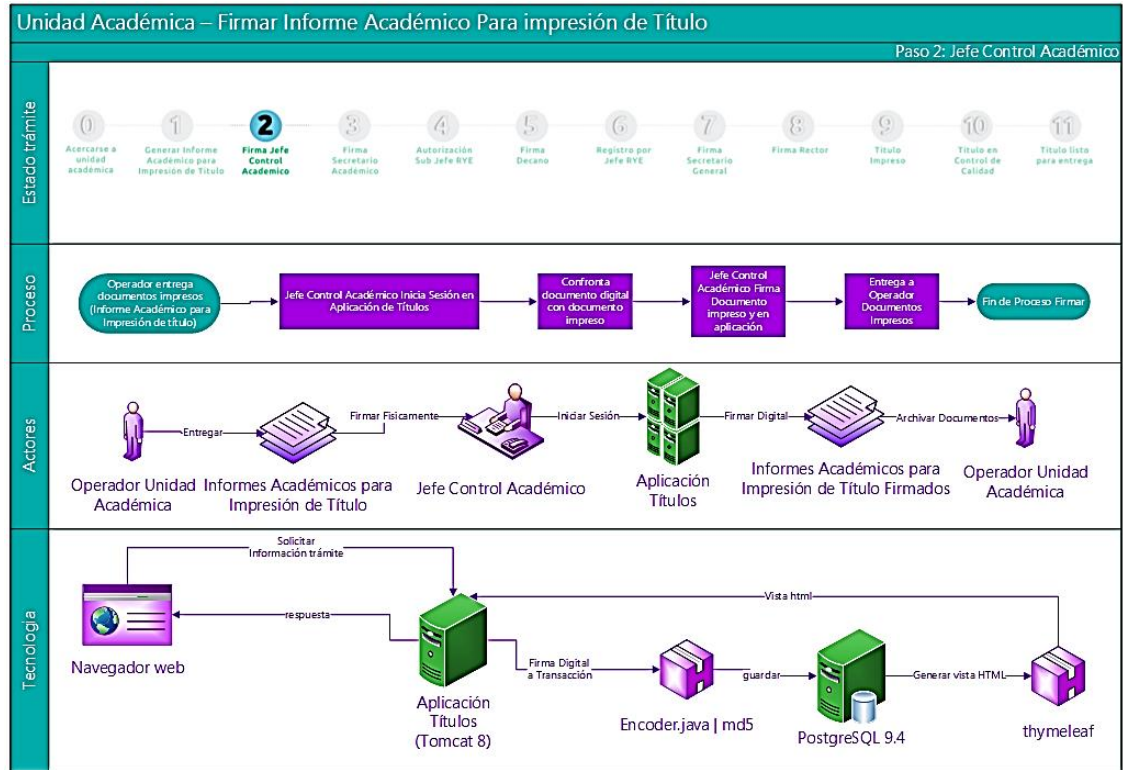 Unidad Académica – Firmar Informe Académico Para impresión de Título
Paso 2: Jefe Control Académico
Estado trámite
0
Acercarse a
unidad
académica
1
Generar Informe
Académico para
Impresión de Título
2
Firma Jefe
Control
Academico
3
Firma
Secretario
Académico
4
Autorización
Sub Jefe RYE
5
Firma
Decano
6
Registro por
Jefe RYE
7
Firma
Secretario
General
8
Firma Rector
9
Título
Impreso
10
Título en
Control de
Calidad
11
Título listo
para entrega
Proceso
Operador entrega
documentos impresos
(Informe Académico para
Impresión de título)
Jefe Control Académico Inicia Sesión en
Aplicación de Títulos
Confronta
documento digital
con documento
impreso
Jefe Control
Académico Firma
Documento
impreso y en
aplicación
Entrega a
Operador
Documentos
Impresos
Fin de Proceso Firmar
Actores
Entregar
Firmar Fisicamente
Iniciar Sesión
Firmar Digital
Archivar Documentos
Operador Unidad
Académica
Informes Académicos para
Impresión de Título
Jefe Control Académico
Aplicación
Títulos
Informes Académicos para
Impresión de Título Firmados
Operador Unidad
Académica
Tecnologia
Solicitar
Información trámite
respuesta
Vista html
Navegador web
Aplicación
Títulos
(Tomcat 8)
Firma Digital
a Transacción
Encoder.java | md5
guardar
PostgreSQL 9.4
Generar vista HTML
thymeleaf